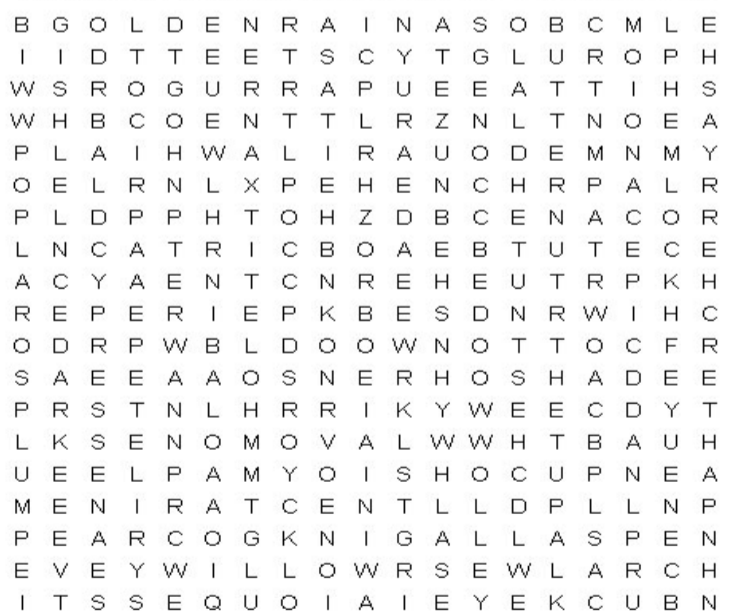 B G O L D E N R A I N A S O B C M L E
I I D T T E E T S C Y T G L U R O P H
W S R O G U R R A P U E E A T T I H S
W H B C O E N T T L R Z N L T N O E A
P L A I H W A L I R A U O D E M N M Y
O E L R N L X P E H E N C H R P A L R
P L D P P H T O H Z D B C E N A C O R
L N C A T R I C B O A E B T U T E C E
A C Y A E N T C N R E H E U T R P K H
R E P E R I E P K B E S D N R W I H C
O D R P W B L D O O W N O T T O C F R
S A E E A A O S N E R H O S H A D E E
P R S T N L H R R I K Y W E E C D Y T
L K S E N O M O V A L W W H T B A U H
U E E L P A M Y O I S H O C U P N E A
M E N I R A T C E N T L L D P L L N P
P E A R C O G K N I G A L L A S P E N
E V E Y W I L L O W R S E W L A R C H
I T S S E Q U O I A I E Y E K C U B N